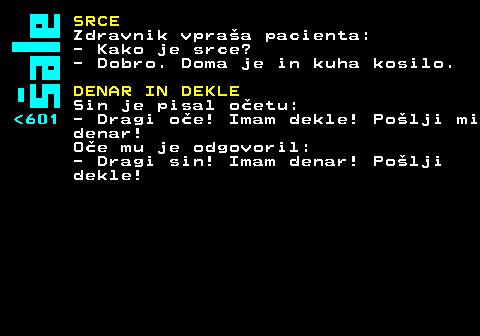 šale
<601
SRCE
Zdravnik vpraša pacienta:
- Kako je srce?
- Dobro. Doma je in kuha kosilo.
DENAR IN DEKLE
Sin je pisal očetu:
- Dragi oče! Imam dekle! Pošlji mi
denar!
Oče mu je odgovoril:
- Dragi sin! Imam denar! Pošlji
dekle!